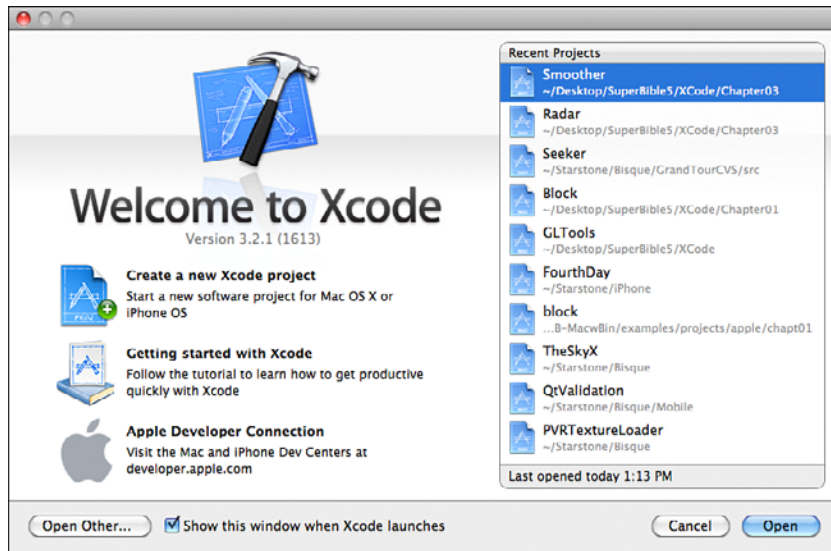 Welcome to Xcode
Version 3.2.1 (1613)
Create a new Xcode project
Start a new software project for Mac OS X or
iPhone OS
Getting started with Xcode
Follow the tutorial to learn how to get productive
quickly with Xcode
Apple Developer Connection
Visit the Mac and iPhone Dev Centers at
developer.apple.com
Recent Projects
Smoother
~/Desktop/SuperBible5/XCode/Chapter03
Radar
~/Desktop/SuperBible5/XCode/Chapter03
Seeker
~/Starstone/Bisque/GrandTourCVS/src
Block
~/Desktop/SuperBible5/XCode/Chapter01
GLTools
~/Desktop/SuperBible5/XCode
FourthDay
~/Starstone/iPhone
block
...B-MacwBin/examples/projects/apple/chapt01
TheSkyX
~/Starstone/Bisque
QtValidation
~/Starstone/Bisque/Mobile
PVRTextureLoader
~/Starstone/Bisque
Last opened today 1:13 PM
Open Other...
Show this window when Xcode launches
Cancel
Open